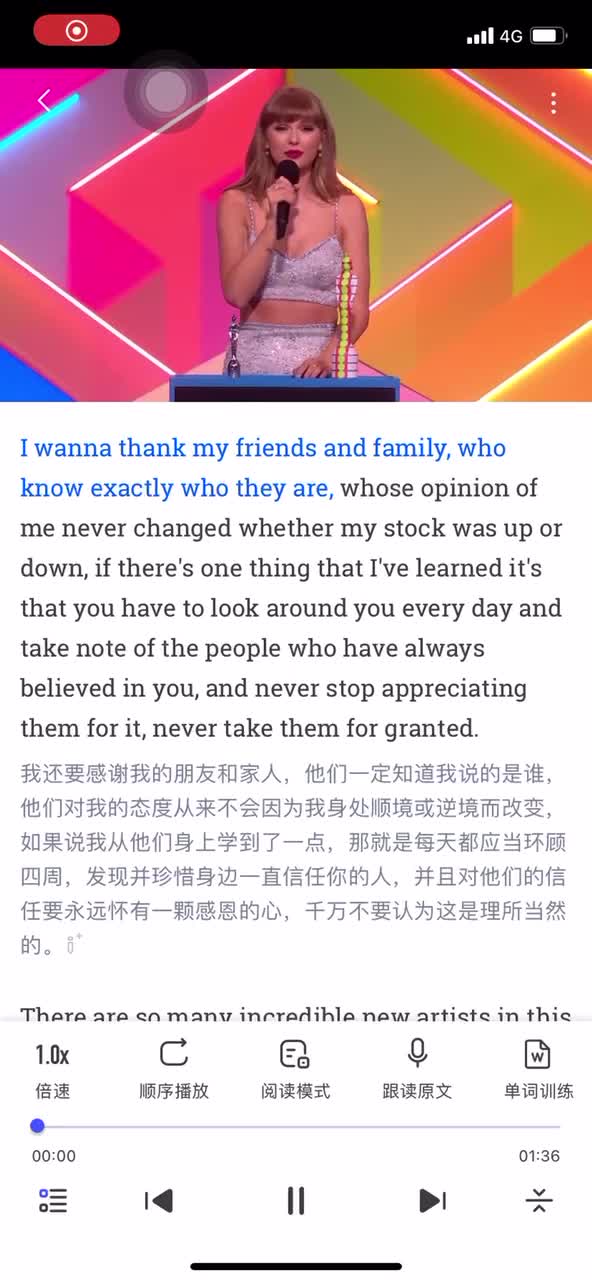 4G
I wanna thank my friends and family, who
know exactly who they are, whose opinion of
me never changed whether my stock was up or
down, if there's one thing that I've learned it's
that you have to look around you every day and
take note of the people who have always
believed in you, and never stop appreciating
them for it, never take them for granted.
我还要感谢我的朋友和家人，他们一定知道我说的是谁，
他们对我的态度从来不会因为我身处顺境或逆境而改变，
如果说我从他们身上学到了一点，那就是每天都应当环顾
四周，发现并珍惜身边一直信任你的人，并且对他们的信
任要永远怀有一颗感恩的心，千万不要认为这是理所当然
的。
There are so many incredible new artists in this
1.0x
倍速 顺序播放 阅读模式 跟读原文 单词训练
00:00 01:36